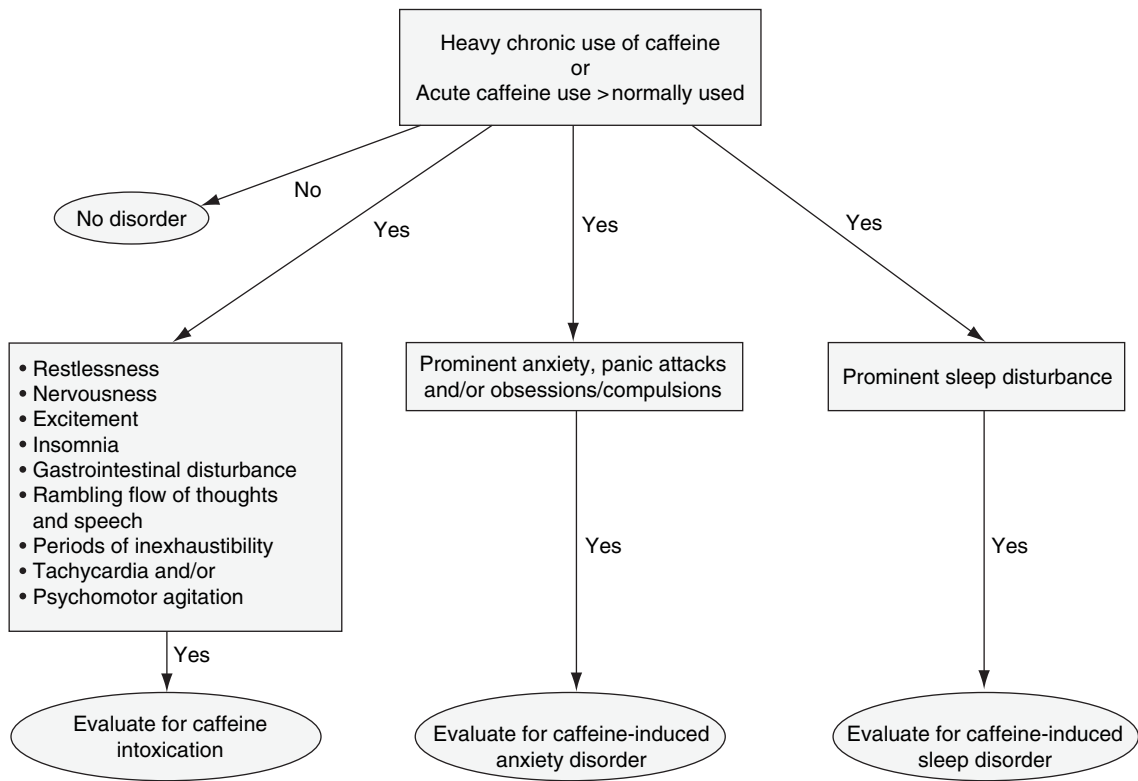 Heavy chronic use of caffeine
or
Acute caffeine use >normally used
No
Yes
Yes
Yes
No disorder
• Restlessness
• Nervousness
• Excitement
• Insomnia
• Gastrointestinal disturbance
• Rambling flow of thoughts
and speech
• Periods of inexhaustibility
• Tachycardia and/or
• Psychomotor agitation
Prominent anxiety, panic attacks
and/or obsessions/compulsions
Prominent sleep disturbance
Yes
Yes
Yes
Evaluate for caffeine
intoxication
Evaluate for caffeine-induced
anxiety disorder
Evaluate for caffeine-induced
sleep disorder